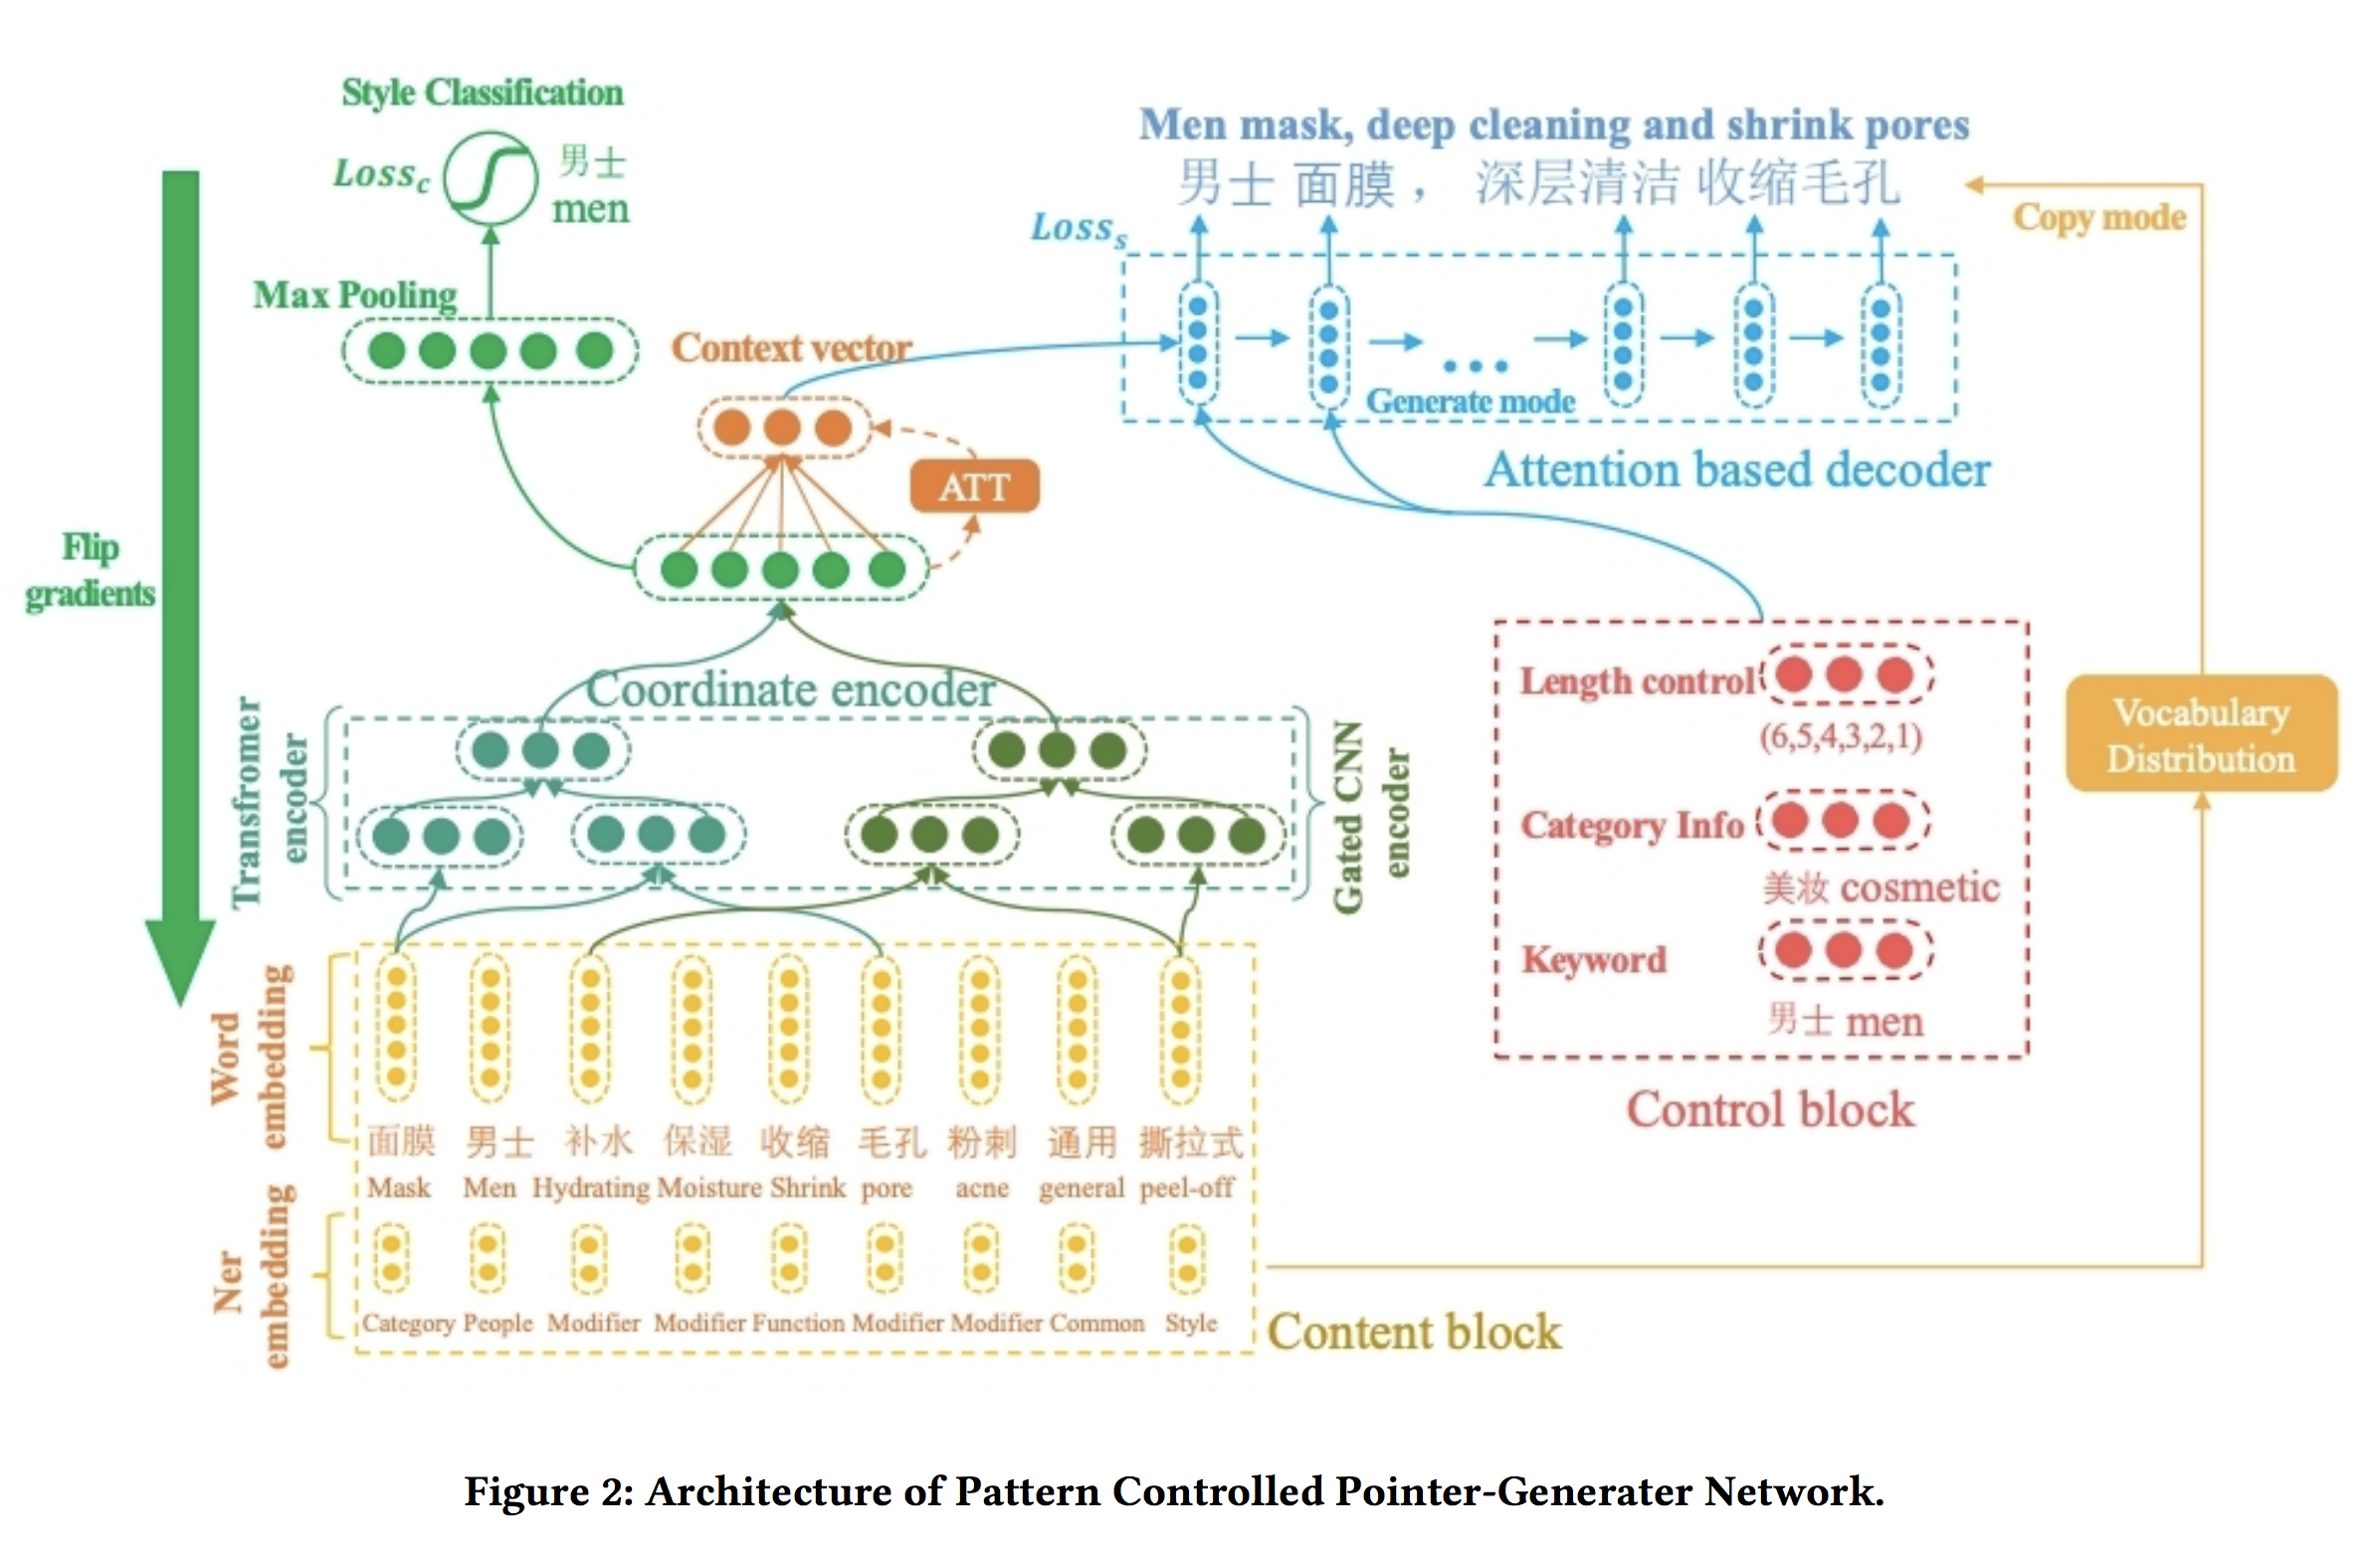 Style Classification
Loss_c
男士
men
Max Pooling
Flip
gradients
Context vector
ATT
Men mask, deep cleaning and shrink pores
男士 面膜， 深层清洁 收缩毛孔
Loss_s
Copy mode
Generate mode
Attention based decoder
Coordinate encoder
Transfromer
encoder
Gated CNN
encoder
Length control
(6,5,4,3,2,1)
Category Info
美妆 cosmetic
Keyword
男士 men
Control block
Vocabulary
Distribution
Word
embedding
面膜 男士 补水 保湿 收缩 毛孔 粉刺 通用 撕拉式
Mask Men Hydrating Moisture Shrink pore acne general peel-off
Ner
embedding
Category People Modifier Modifier Function Modifier Modifier Common Style
Content block
Figure 2: Architecture of Pattern Controlled Pointer-Generater Network.